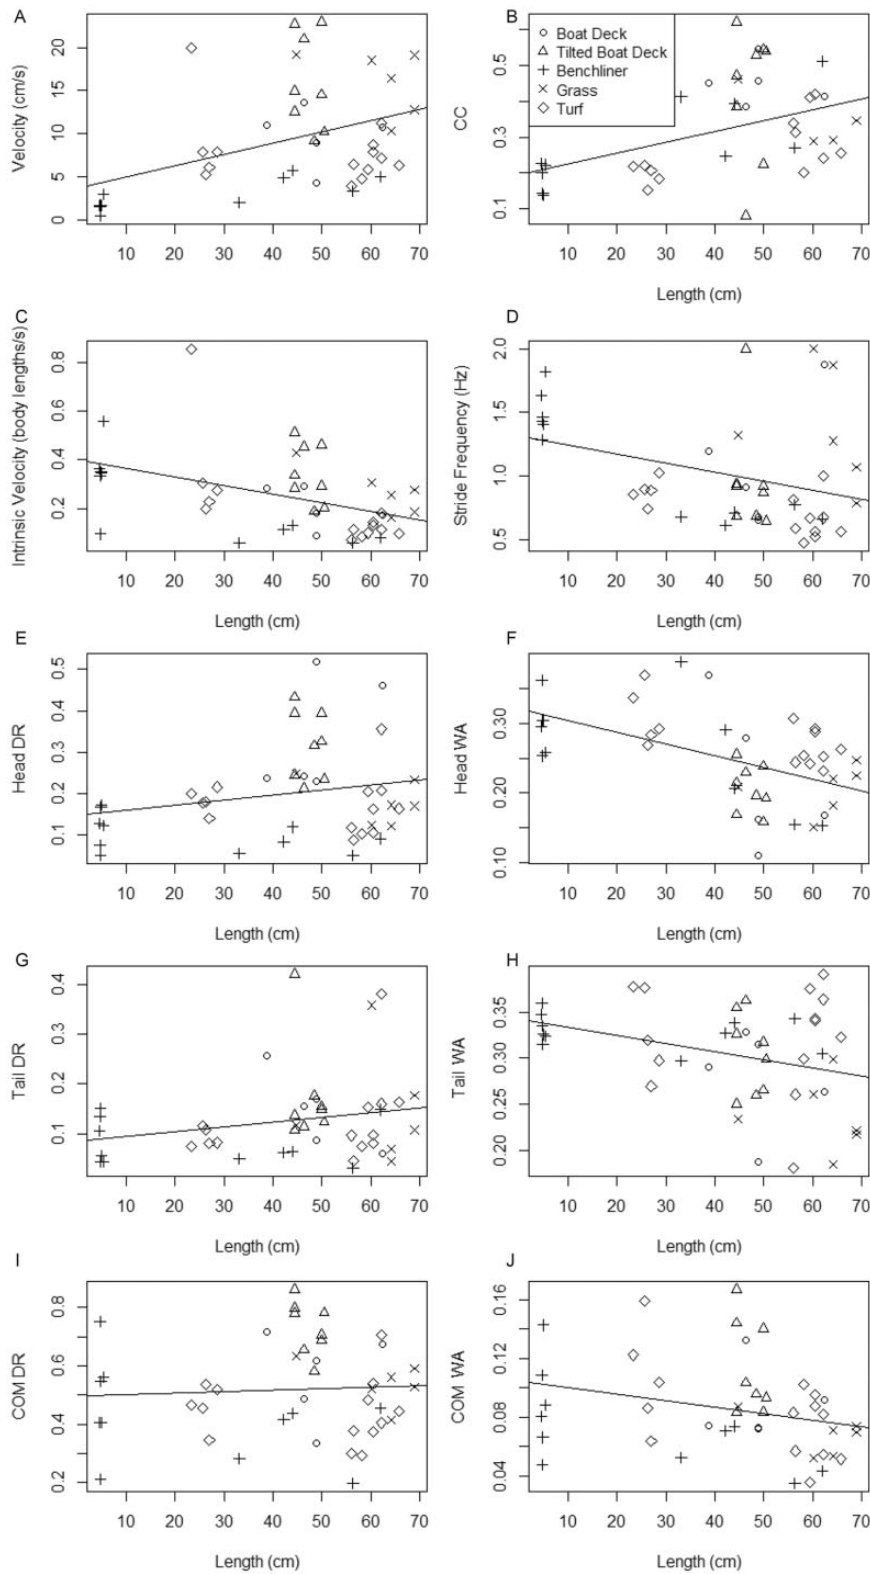 A
Velocity (cm/s)
0 5 10 15 20
10 20 30 40 50 60 70
B
CC
0.1 0.3 0.5
Boat Deck
Tilted Boat Deck
Benchliner
Grass
Turf
10 20 30 40 50 60 70
Length (cm)
C
Intrinsic Velocity (body lengths/s)
0.2 0.4 0.6 0.8
10 20 30 40 50 60 70
Length (cm)
D
Stride Frequency (Hz)
0.5 1.0 1.5 2.0
10 20 30 40 50 60 70
Length (cm)
E
Head DR
0.1 0.2 0.3 0.4 0.5
10 20 30 40 50 60 70
Length (cm)
F
Head WA
0.10 0.20 0.30
10 20 30 40 50 60 70
Length (cm)
G
Tail DR
0.1 0.2 0.3 0.4
10 20 30 40 50 60 70
Length (cm)
H
Tail WA
0.20 0.25 0.30 0.35
10 20 30 40 50 60 70
Length (cm)
I
COM DR
0.2 0.4 0.6 0.8
10 20 30 40 50 60 70
Length (cm)
J
COM WA
0.04 0.08 0.12 0.16
10 20 30 40 50 60 70
Length (cm)